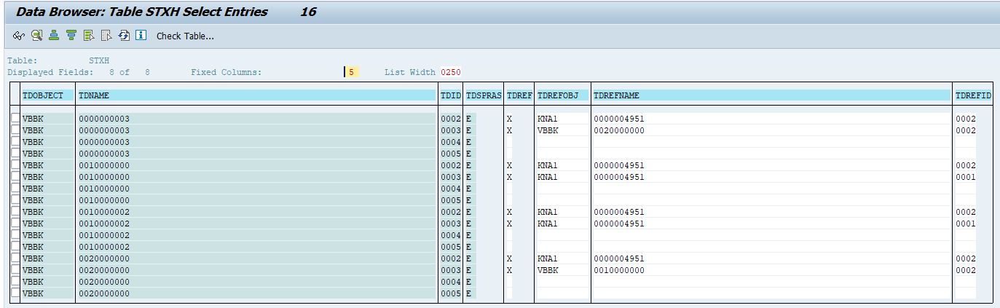 Data Browser: Table STXH Select Entries 16
Check Table...
Table: STXH
Displayed Fields: 8 of 8 Fixed Columns: 5 List Width 0250
TDOBJECT TDNAME TDID TDSPRAS TDREF TDREFOBJ TDREFNAME TDREFID
VBBK 0000000003 0002 E X KNA1 0000004951 0002
VBBK 0000000003 0003 E X VBBK 0020000000 0002
VBBK 0000000003 0004 E
VBBK 0000000003 0005 E
VBBK 0010000000 0002 E X KNA1 0000004951 0002
VBBK 0010000000 0003 E X KNA1 0000004951 0001
VBBK 0010000000 0004 E
VBBK 0010000000 0005 E
VBBK 0010000002 0002 E X KNA1 0000004951 0002
VBBK 0010000002 0003 E X KNA1 0000004951 0001
VBBK 0010000002 0004 E
VBBK 0010000002 0005 E
VBBK 0020000000 0002 E X KNA1 0000004951 0002
VBBK 0020000000 0003 E X VBBK 0010000000 0002
VBBK 0020000000 0004 E
VBBK 0020000000 0005 E